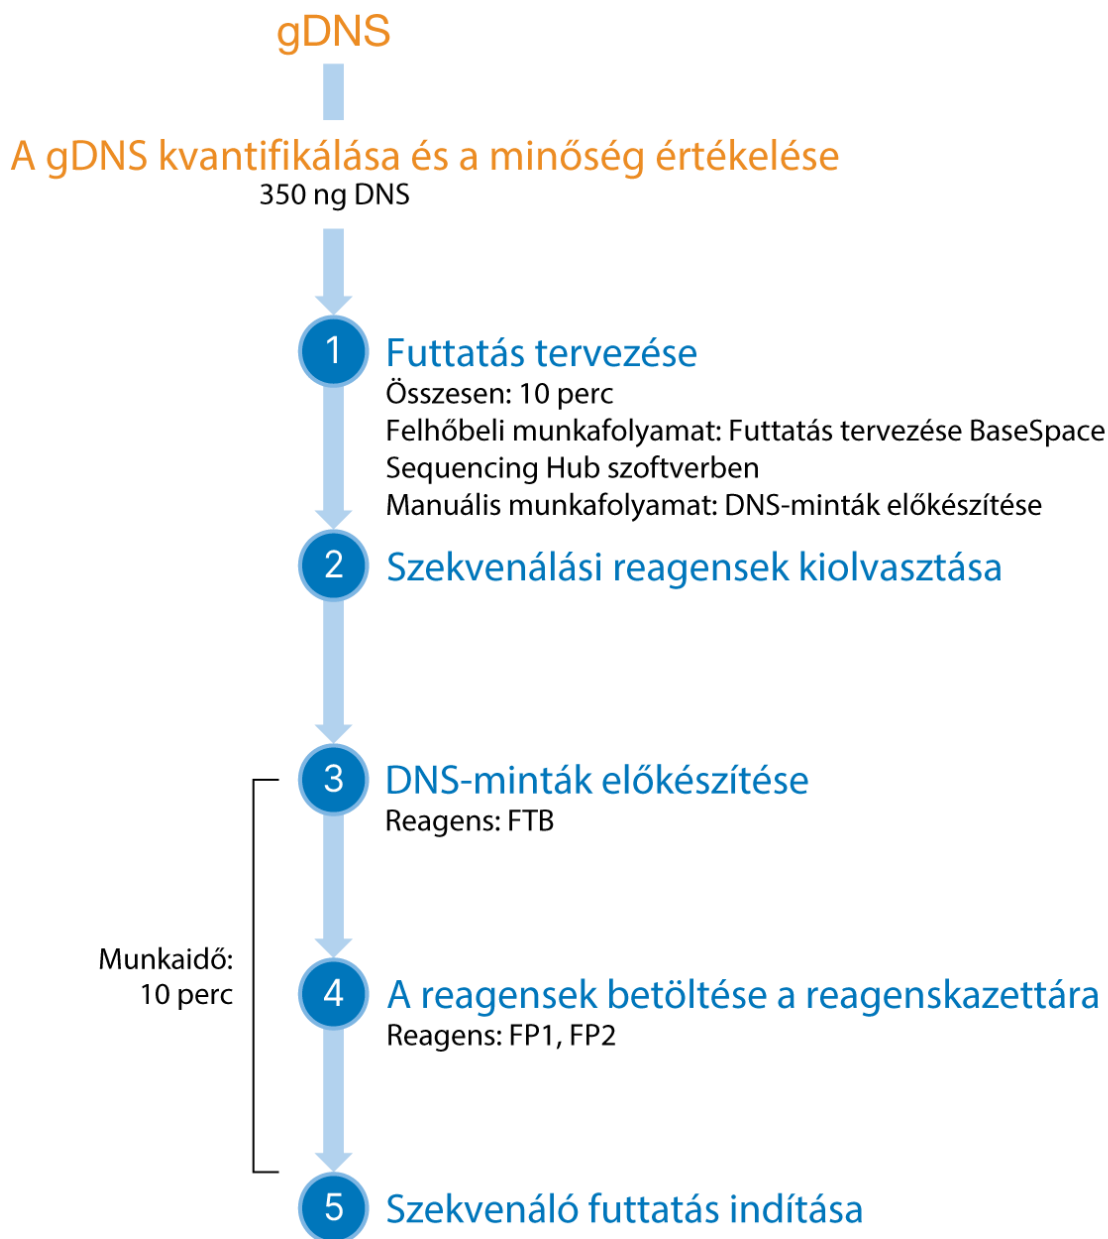 gDNS
A gDNS kvantifikálása és a minőség értékelése
350 ng DNS
1
Futtatás tervezése
Összesen: 10 perc
Felhőbeli munkafolyamat: Futtatás tervezése BaseSpace
Sequencing Hub szoftverben
Manuális munkafolyamat: DNS-minták előkészítése
2
Szekvenálási reagensek kiolvasztása
3
DNS-minták előkészítése
Reagens: FTB
Munkaidő:
10 perc
4
A reagensek betöltése a reagenskazettára
Reagens: FP1, FP2
5
Szekvenáló futtatás indítása